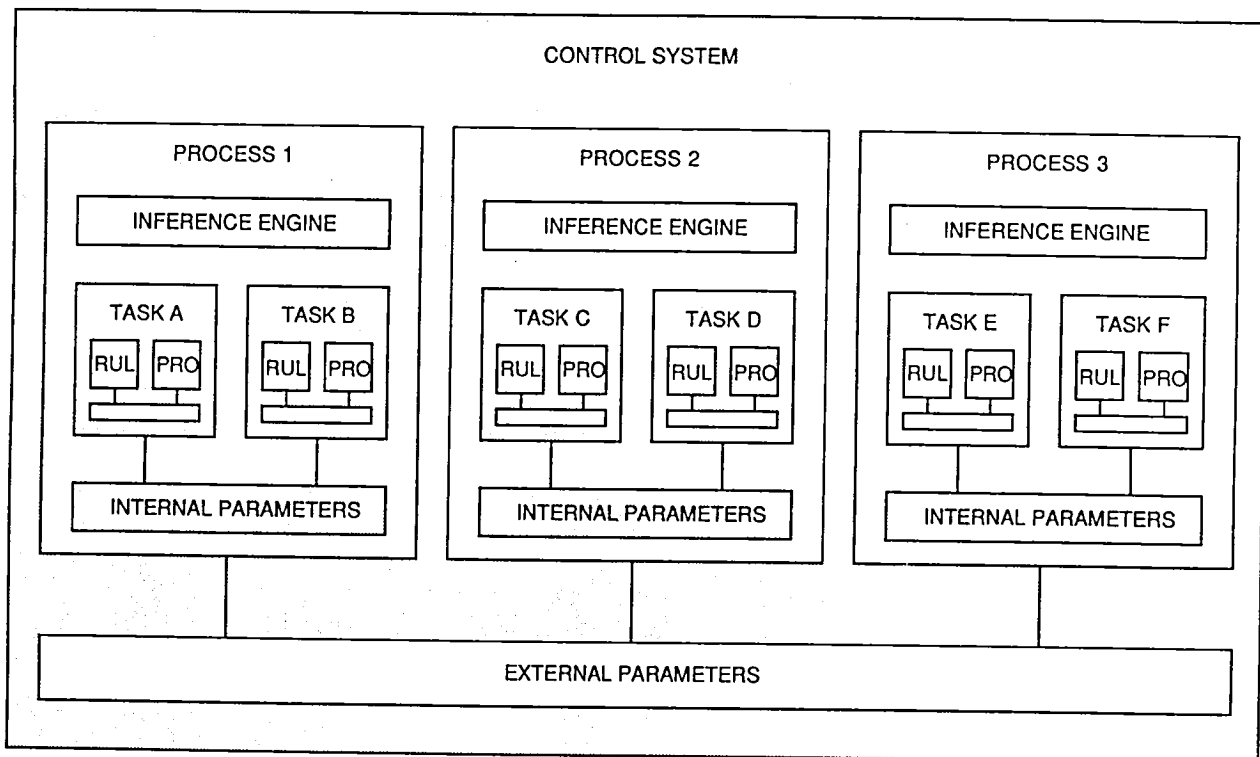 CONTROL SYSTEM
PROCESS 1
INFERENCE ENGINE
TASK A
RUL PRO
TASK B
RUL PRO
INTERNAL PARAMETERS
PROCESS 2
INFERENCE ENGINE
TASK C
RUL PRO
TASK D
RUL PRO
INTERNAL PARAMETERS
PROCESS 3
INFERENCE ENGINE
TASK E
RUL PRO
TASK F
RUL PRO
INTERNAL PARAMETERS
EXTERNAL PARAMETERS